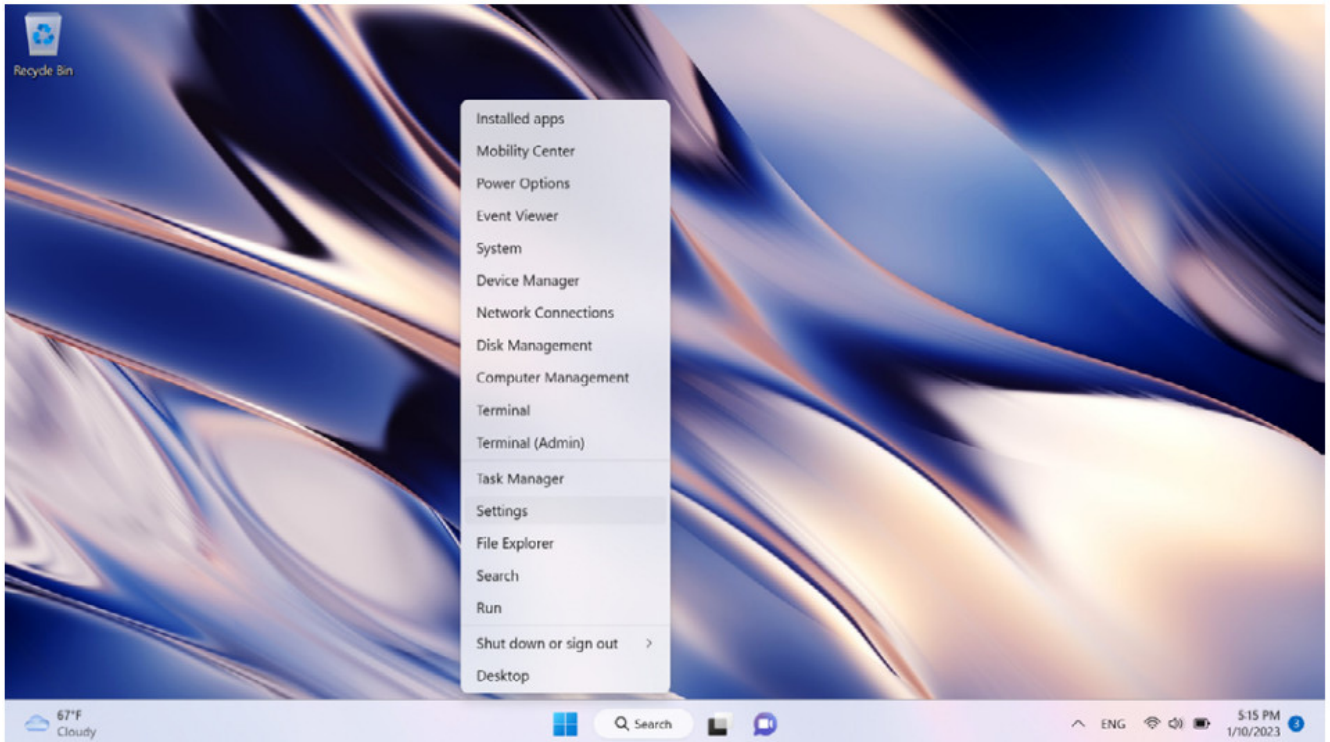 Recycle Bin
Installed apps
Mobility Center
Power Options
Event Viewer
System
Device Manager
Network Connections
Disk Management
Computer Management
Terminal
Terminal (Admin)
Task Manager
Settings
File Explorer
Search
Run
Shut down or sign out
Desktop
67°F
Cloudy
Search
ENG
5:15 PM
1/10/2023
3